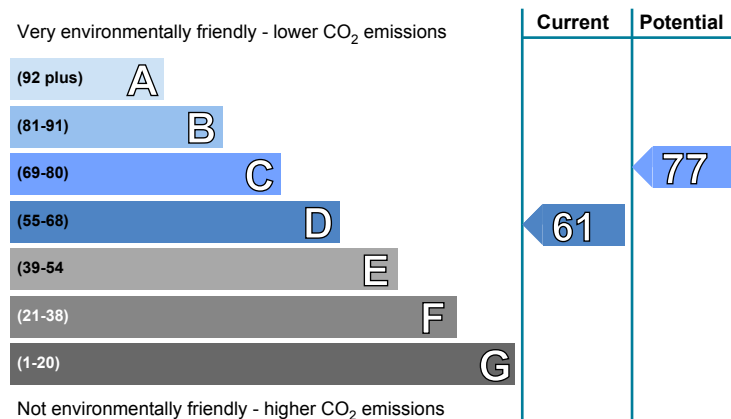 Very environmentally friendly - lower CO₂ emissions
Current
Potential
(92 plus) A
(81-91) B
(69-80) C
77
(55-68) D
61
(39-54 E
(21-38) F
(1-20) G
Not environmentally friendly - higher CO₂ emissions